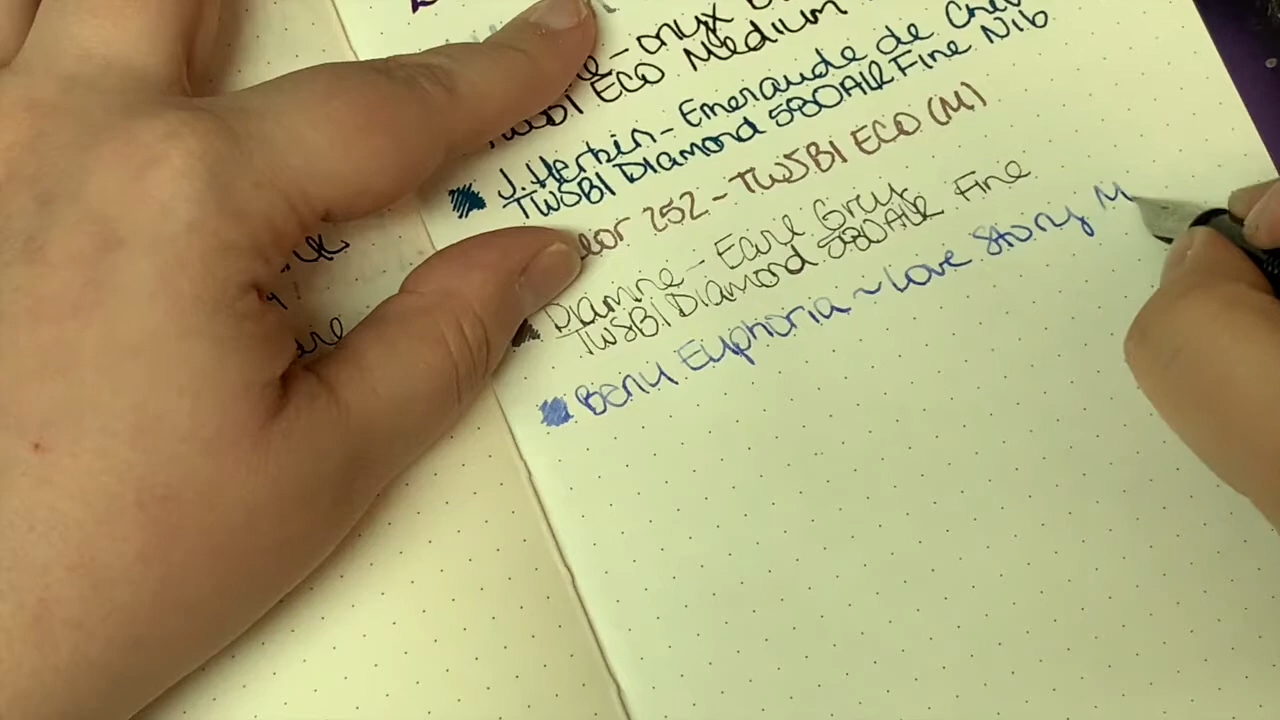 onyx
TWSBI ECO Medium
J. Herbin - Emeraude de
TWSBI Diamond 580ALR Fine Nib
252 - TWSBI ECO (M)
Diamine - Earl Grey
TWSBI Diamond 580ALR Fine
BENU Euphoria ~ Love Story M